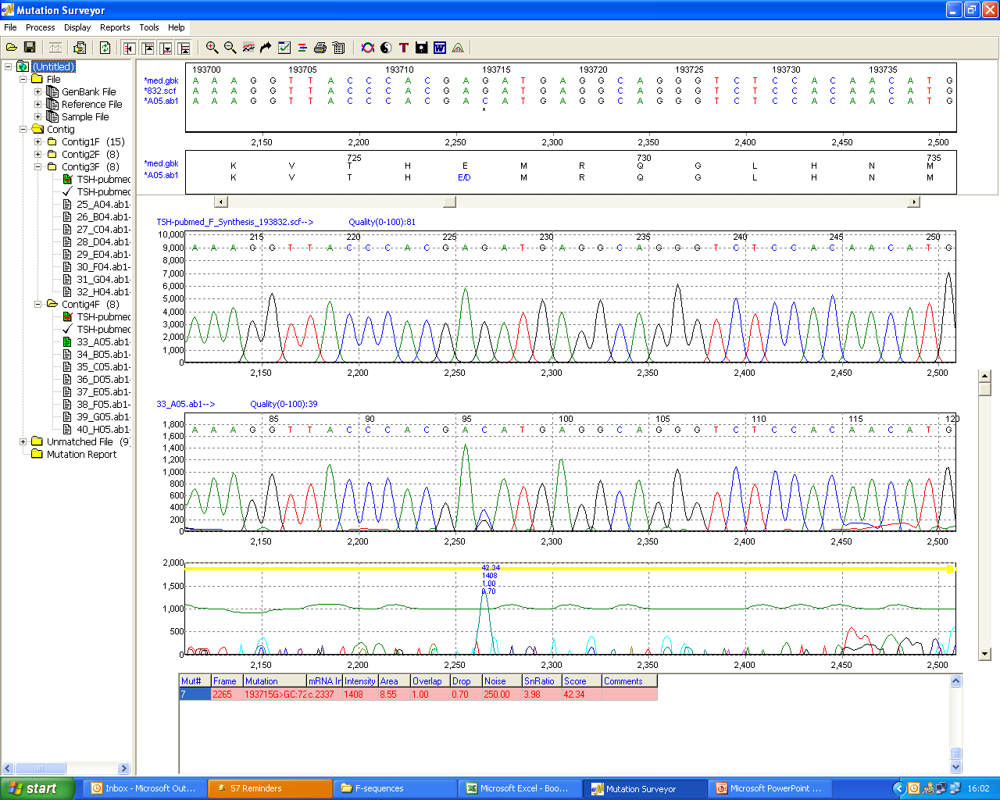 Mutation Surveyor
File Process Display Reports Tools Help
(Untitled)
File
GenBank File
Reference File
Sample File
Contig
Contig1F (15)
Contig2F (8)
Contig3F (8)
TSH-pubmed
TSH-pubmed
25_A04.ab1-
26_B04.ab1-
27_C04.ab1-
28_D04.ab1-
29_E04.ab1-
30_F04.ab1-
31_G04.ab1-
32_H04.ab1-
Contig4F (8)
TSH-pubmed
TSH-pubmed
33_A05.ab1-
34_B05.ab1-
35_C05.ab1-
36_D05.ab1-
37_E05.ab1-
38_F05.ab1-
39_G05.ab1-
40_H05.ab1-
Unmatched File (9)
Mutation Report
193700 193705 193710 193715 193720 193725 193730 193735
*med.gbk A A A G G T T A C C C A C G A G A T G A G G C A G G G T C T C C A C A A C A T G
*832.scf A A A G G T T A C C C A C G A G A T G A G G C A G G G T C T C C A C A A C A T G
*A05.ab1 A A A G G T T A C C C A C G A C A T G A G G C A G G G T C T C C A C A A C A T G
*
2,150 2,200 2,250 2,300 2,350 2,400 2,450 2,500
725 730 735
*med.gbk K V T H E M R Q G L H N M
*A05.ab1 K V T H E/D M R Q G L H N M
TSH-pubmed_F_Synthesis_193832.scf--> Quality(0-100):81
215 220 225 230 235 240 245 250
A A A G G T T A C C C A C G A G A T G A G G C A G G G T C T C C A C A A C A T G
10,000
9,000
8,000
7,000
6,000
5,000
4,000
3,000
2,000
1,000
0
2,150 2,200 2,250 2,300 2,350 2,400 2,450 2,500
33_A05.ab1--> Quality(0-100):39
85 90 95 100 105 110 115 120
A A A G G T T A C C C A C G A C A T G A G G C A G G G T C T C C A C A A C A T G
1,800
1,600
1,400
1,200
1,000
800
600
400
200
0
2,150 2,200 2,250 2,300 2,350 2,400 2,450 2,500
42.34
1408
1.00
0.70
2,000
1,500
1,000
500
0
2,150 2,200 2,250 2,300 2,350 2,400 2,450 2,500
Mut# Frame Mutation mRNA In Intensity Area Overlap Drop Noise SnRatio Score Comments
7 2265 193715G>GC:72 c.2337 1408 8.55 1.00 0.70 250.00 3.98 42.34
start Inbox - Microsoft Out... 57 Reminders F-sequences Microsoft Excel - Boo... Mutation Surveyor Microsoft PowerPoint ... 16:02